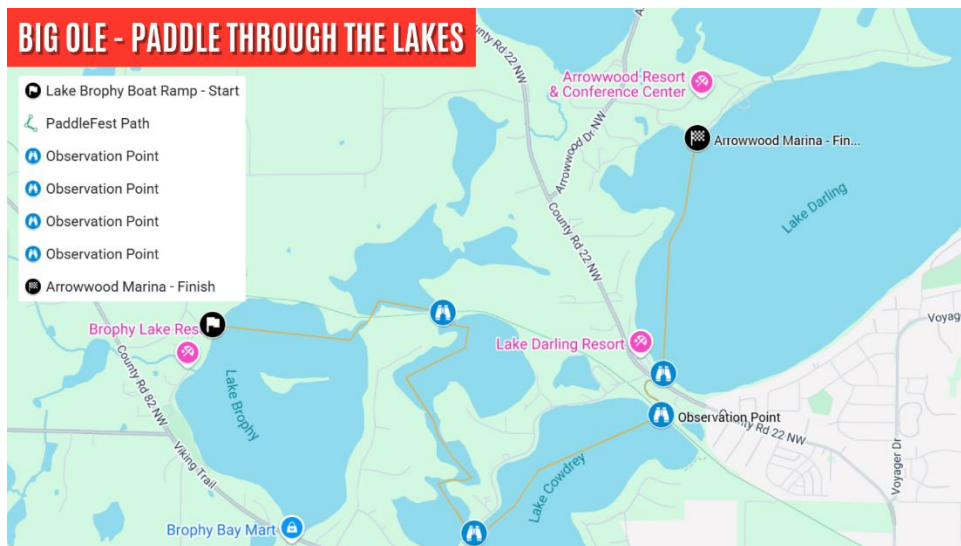 BIG OLE - PADDLE THROUGH THE LAKES
Lake Brophy Boat Ramp - Start
PaddleFest Path
Observation Point
Observation Point
Observation Point
Observation Point
Arrowwood Marina - Finish
County Rd 22 NW
Arrowwood Resort
& Conference Center
Arrowwood Dr NW
Arrowwood Marina - Fin...
County Rd 22 NW
Lake Darling
Brophy Lake Res
Lake Darling Resort
Voyag
Lake Brophy
County Rd 82 NW
Observation Point
County Rd 22 NW
Viking Trail
Lake Cowdrey
Voyager Dr
Brophy Bay Mart